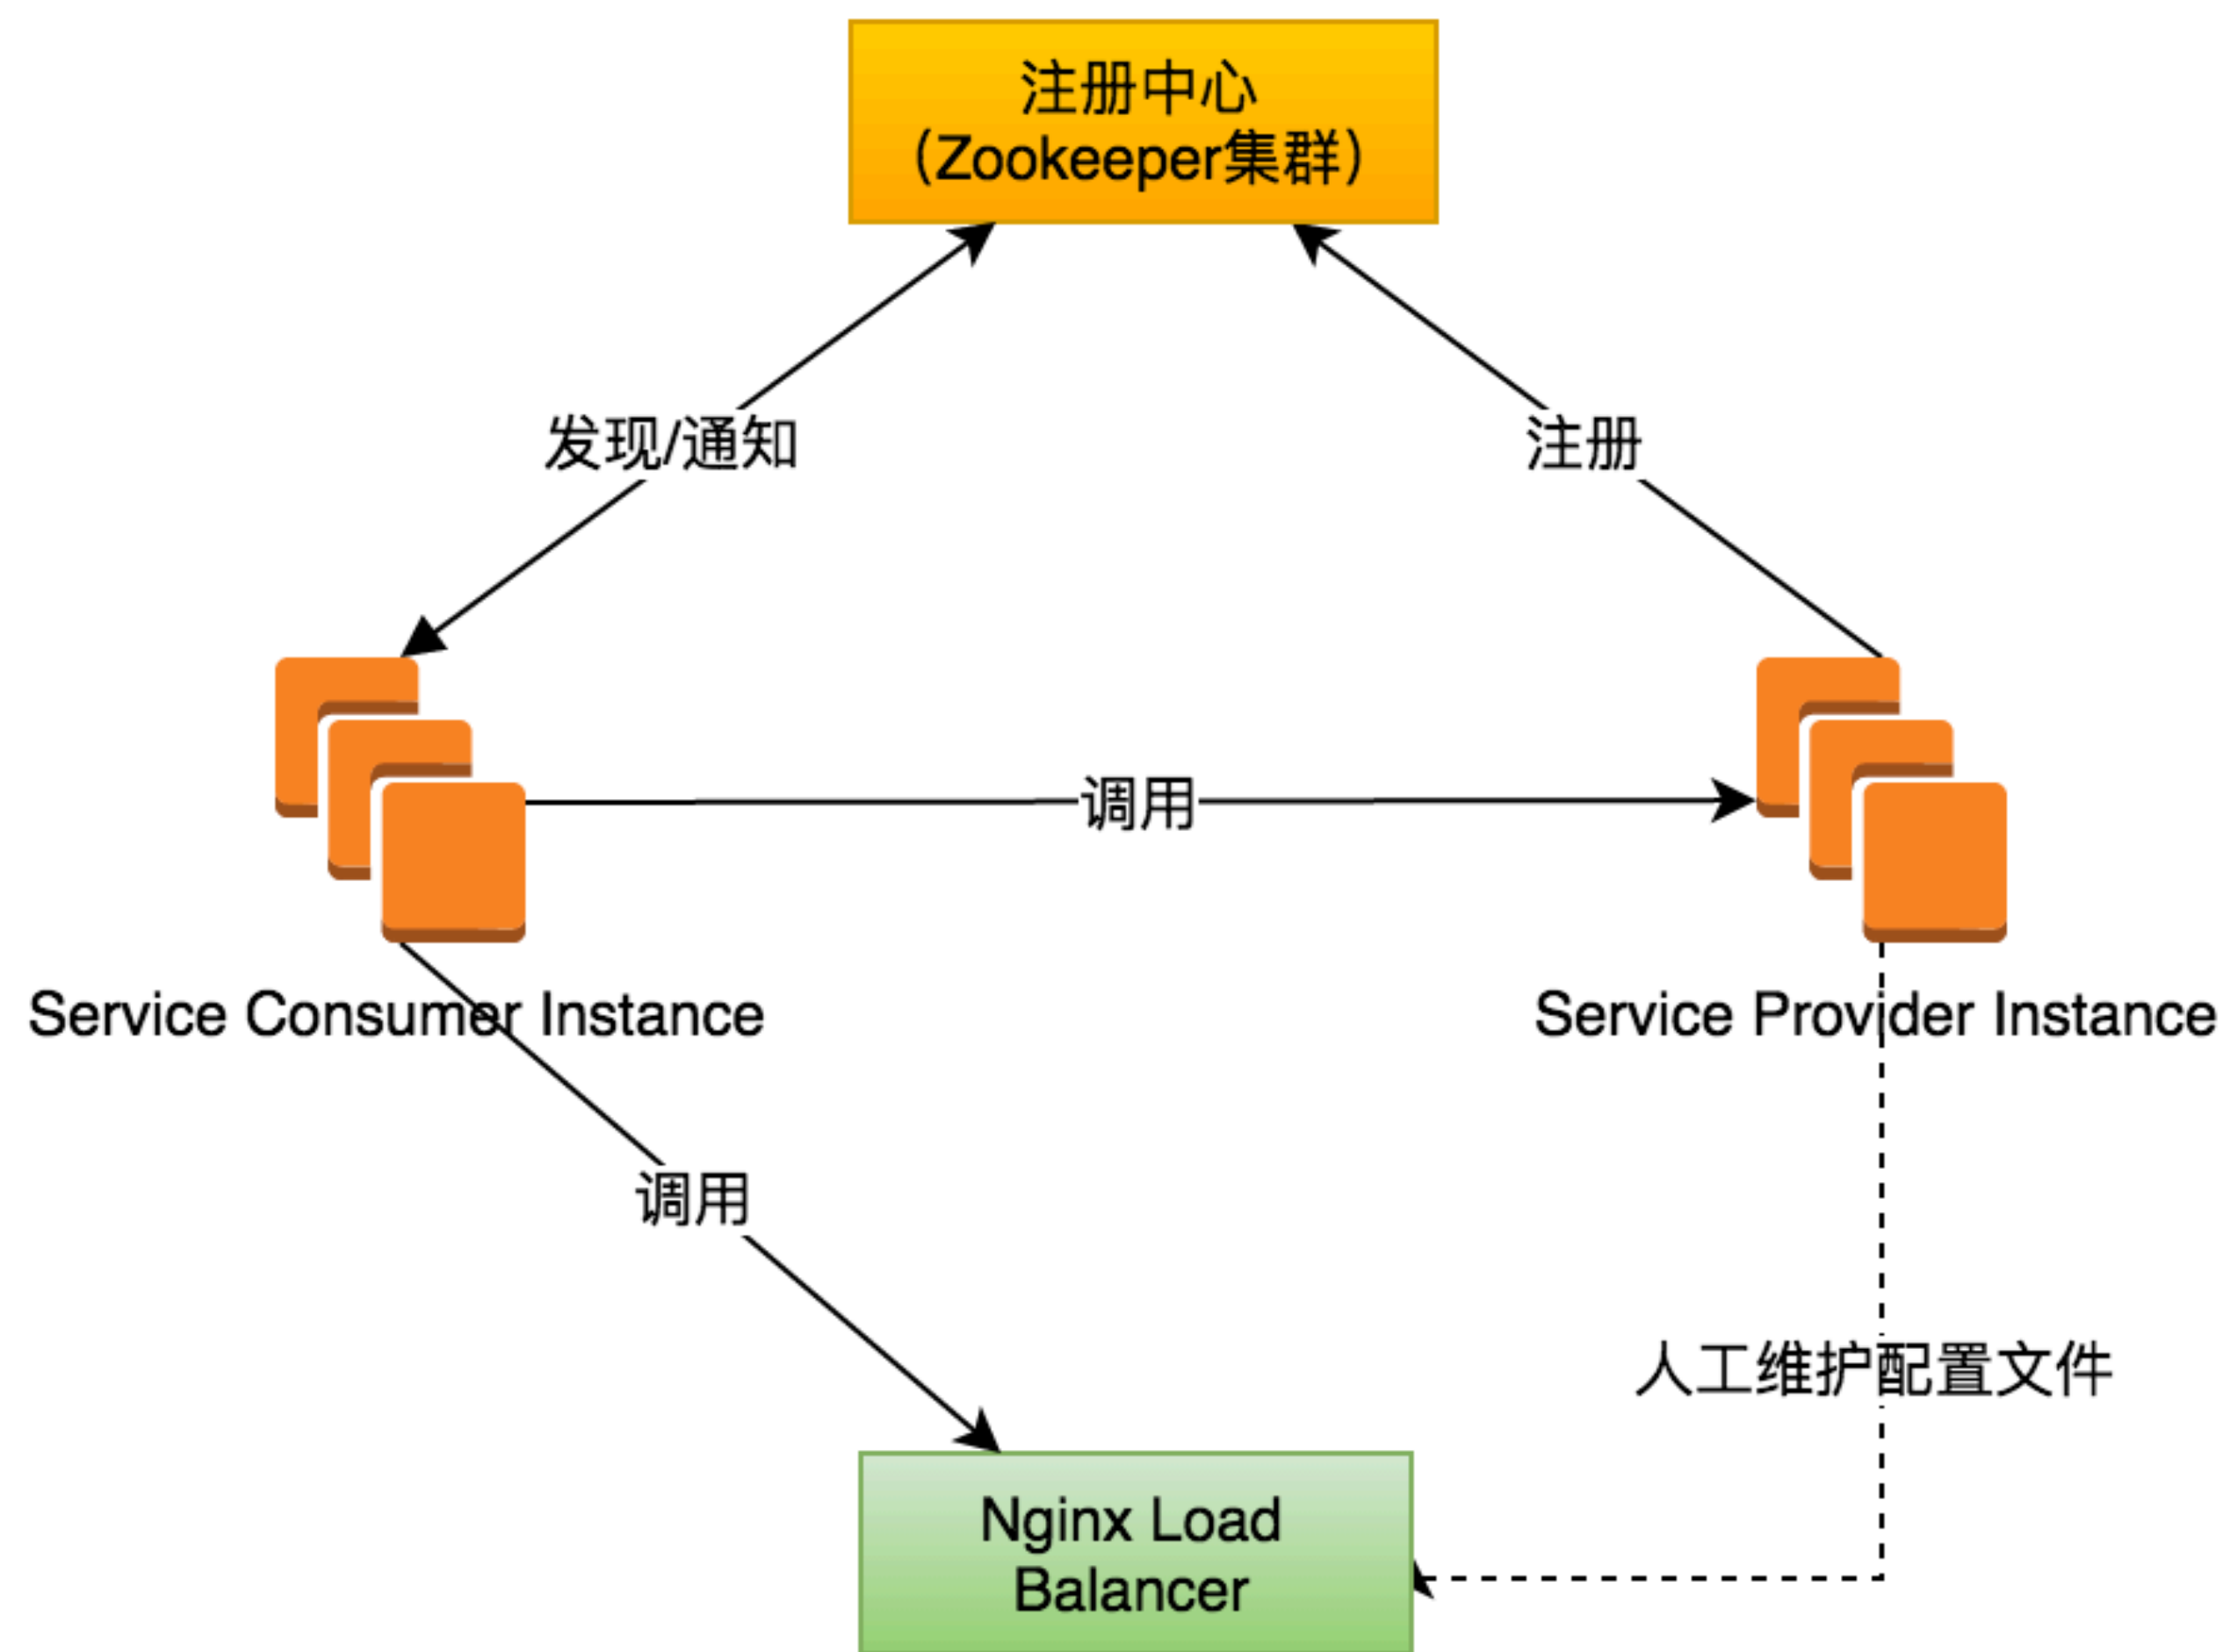 注册中心
（Zookeeper集群）
发现/通知
注册
调用
Service Consumer Instance
Service Provider Instance
调用
人工维护配置文件
Nginx Load
Balancer